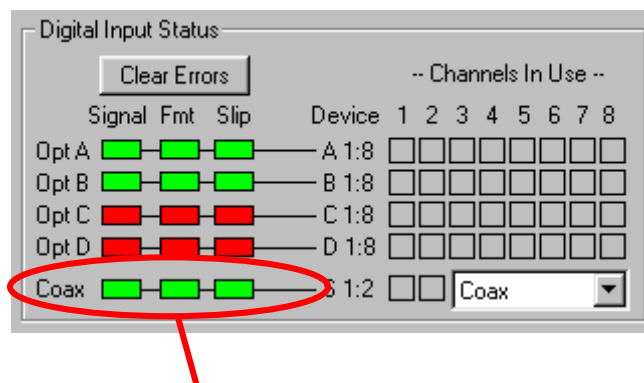 Digital Input Status
Clear Errors -- Channels In Use --
Signal Fmt Slip Device 1 2 3 4 5 6 7 8
Opt A A 1:8
Opt B B 1:8
Opt C C 1:8
Opt D D 1:8
Coax 1:2 Coax